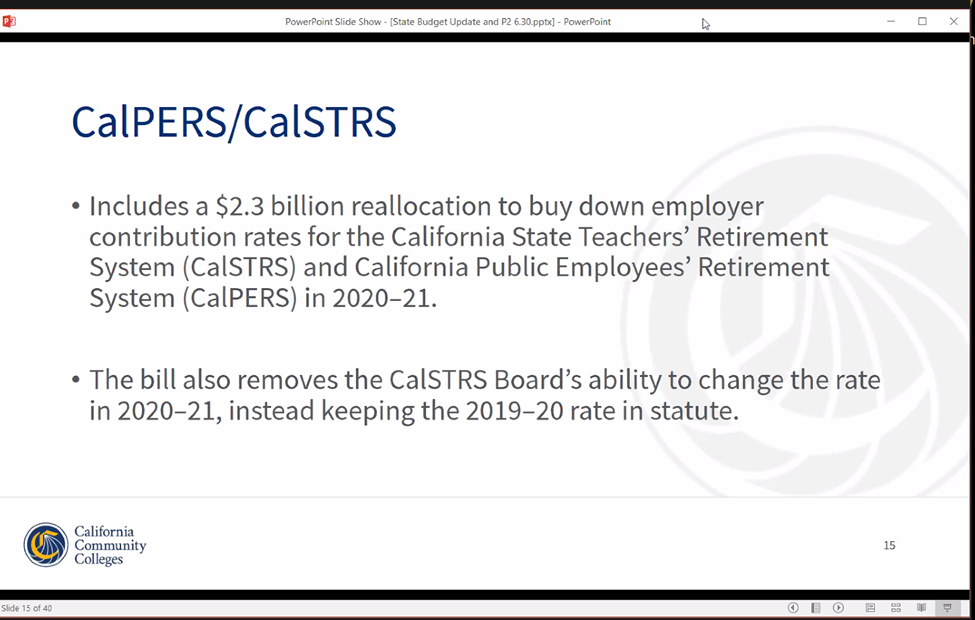 PowerPoint Slide Show - [State Budget Update and P2 6.30.pptx] - PowerPoint
CalPERS/CalSTRS
• Includes a $2.3 billion reallocation to buy down employer
contribution rates for the California State Teachers’ Retirement
System (CalSTRS) and California Public Employees’ Retirement
System (CalPERS) in 2020–21.
• The bill also removes the CalSTRS Board’s ability to change the rate
in 2020–21, instead keeping the 2019–20 rate in statute.
California
Community
Colleges
15
Slide 15 of 40